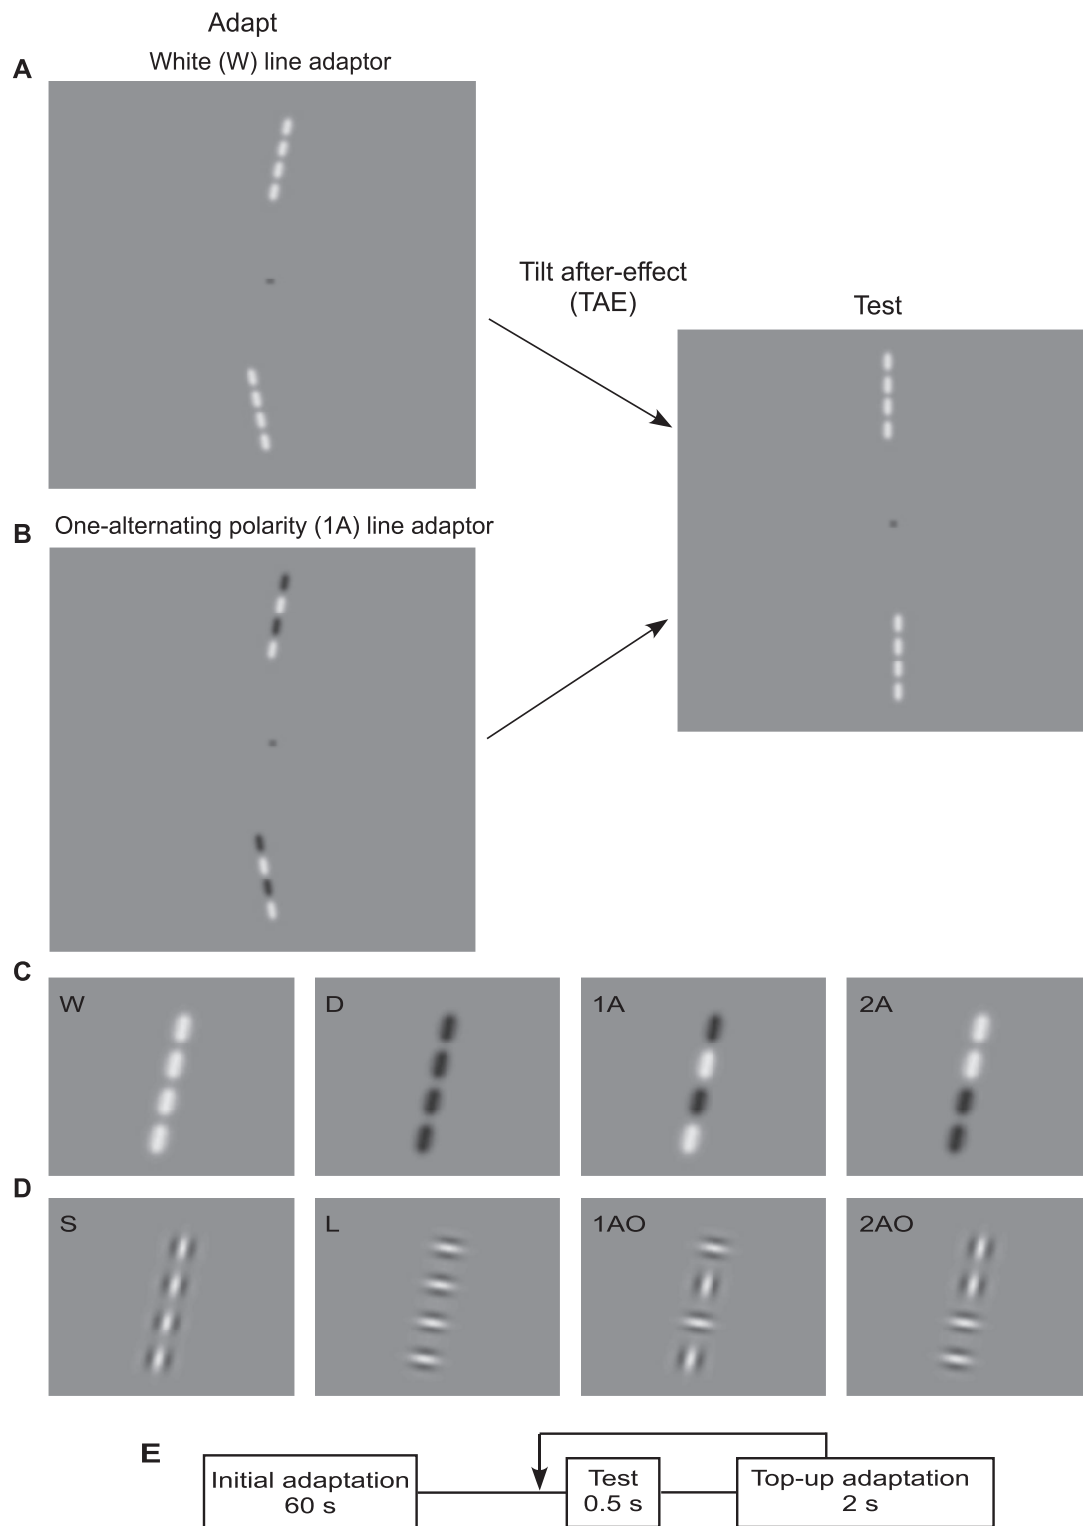 Adapt
A
White (W) line adaptor
Tilt after-effect
(TAE)
Test
B
One-alternating polarity (1A) line adaptor
C
W
D
1A
2A
D
S
L
1AO
2AO
E
Initial adaptation
60 s
Test
0.5 s
Top-up adaptation
2 s